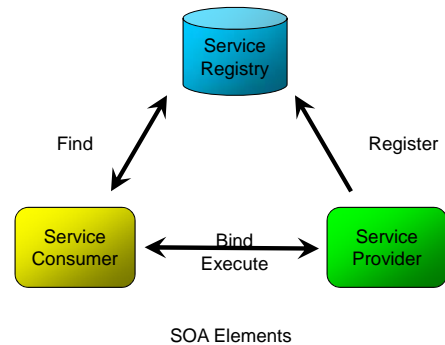 Service
Registry
Find
Register
Service
Consumer
Bind
Execute
Service
Provider
SOA Elements